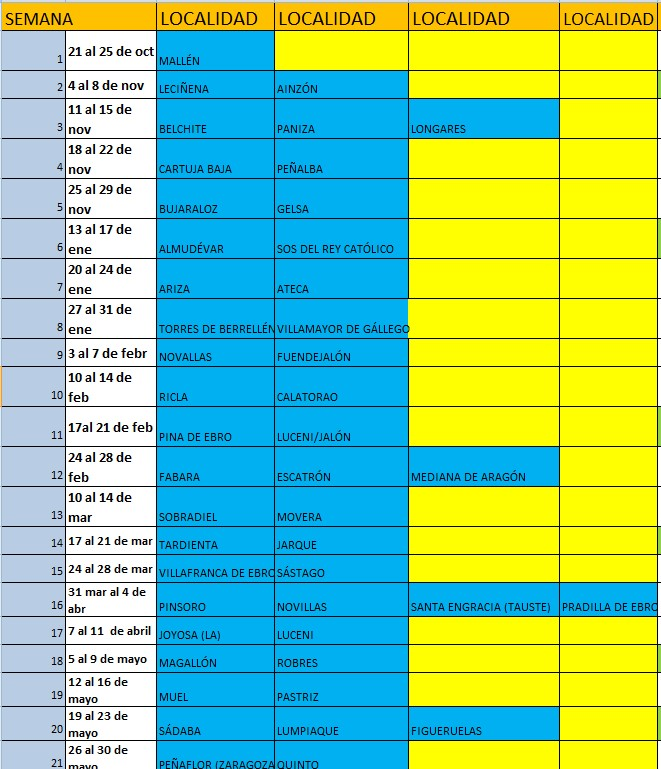 SEMANA LOCALIDAD LOCALIDAD LOCALIDAD LOCALIDAD
1 21 al 25 de oct MALLÉN
2 4 al 8 de nov LECIÑENA AINZÓN
3 11 al 15 de nov BELCHITE PANIZA LONGARES
4 18 al 22 de nov CARTUJA BAJA PEÑALBA
5 25 al 29 de nov BUJARALOZ GELSA
6 13 al 17 de ene ALMUDÉVAR SOS DEL REY CATÓLICO
7 20 al 24 de ene ARIZA ATECA
8 27 al 31 de ene TORRES DE BERRELLÉN VILLAMAYOR DE GÁLLEGO
9 3 al 7 de febr NOVALLAS FUENDEJALÓN
10 10 al 14 de feb RICLA CALATORAO
11 17al 21 de feb PINA DE EBRO LUCENI/JALÓN
12 24 al 28 de feb FABARA ESCATRÓN MEDIANA DE ARAGÓN
13 10 al 14 de mar SOBRADIEL MOVERA
14 17 al 21 de mar TARDIENTA JARQUE
15 24 al 28 de mar VILLAFRANCA DE EBRO SÁSTAGO
16 31 mar al 4 de abr PINSORO NOVILLAS SANTA ENGRACIA (TAUSTE) PRADILLA DE EBRO
17 7 al 11 de abril JOYOSA (LA) LUCENI
18 5 al 9 de mayo MAGALLÓN ROBRES
19 12 al 16 de mayo MUEL PASTRIZ
20 19 al 23 de mayo SÁDABA LUMPIAQUE FIGUERUELAS
21 26 al 30 de mayo PEÑAFLOR (ZARAGOZA QUINTO